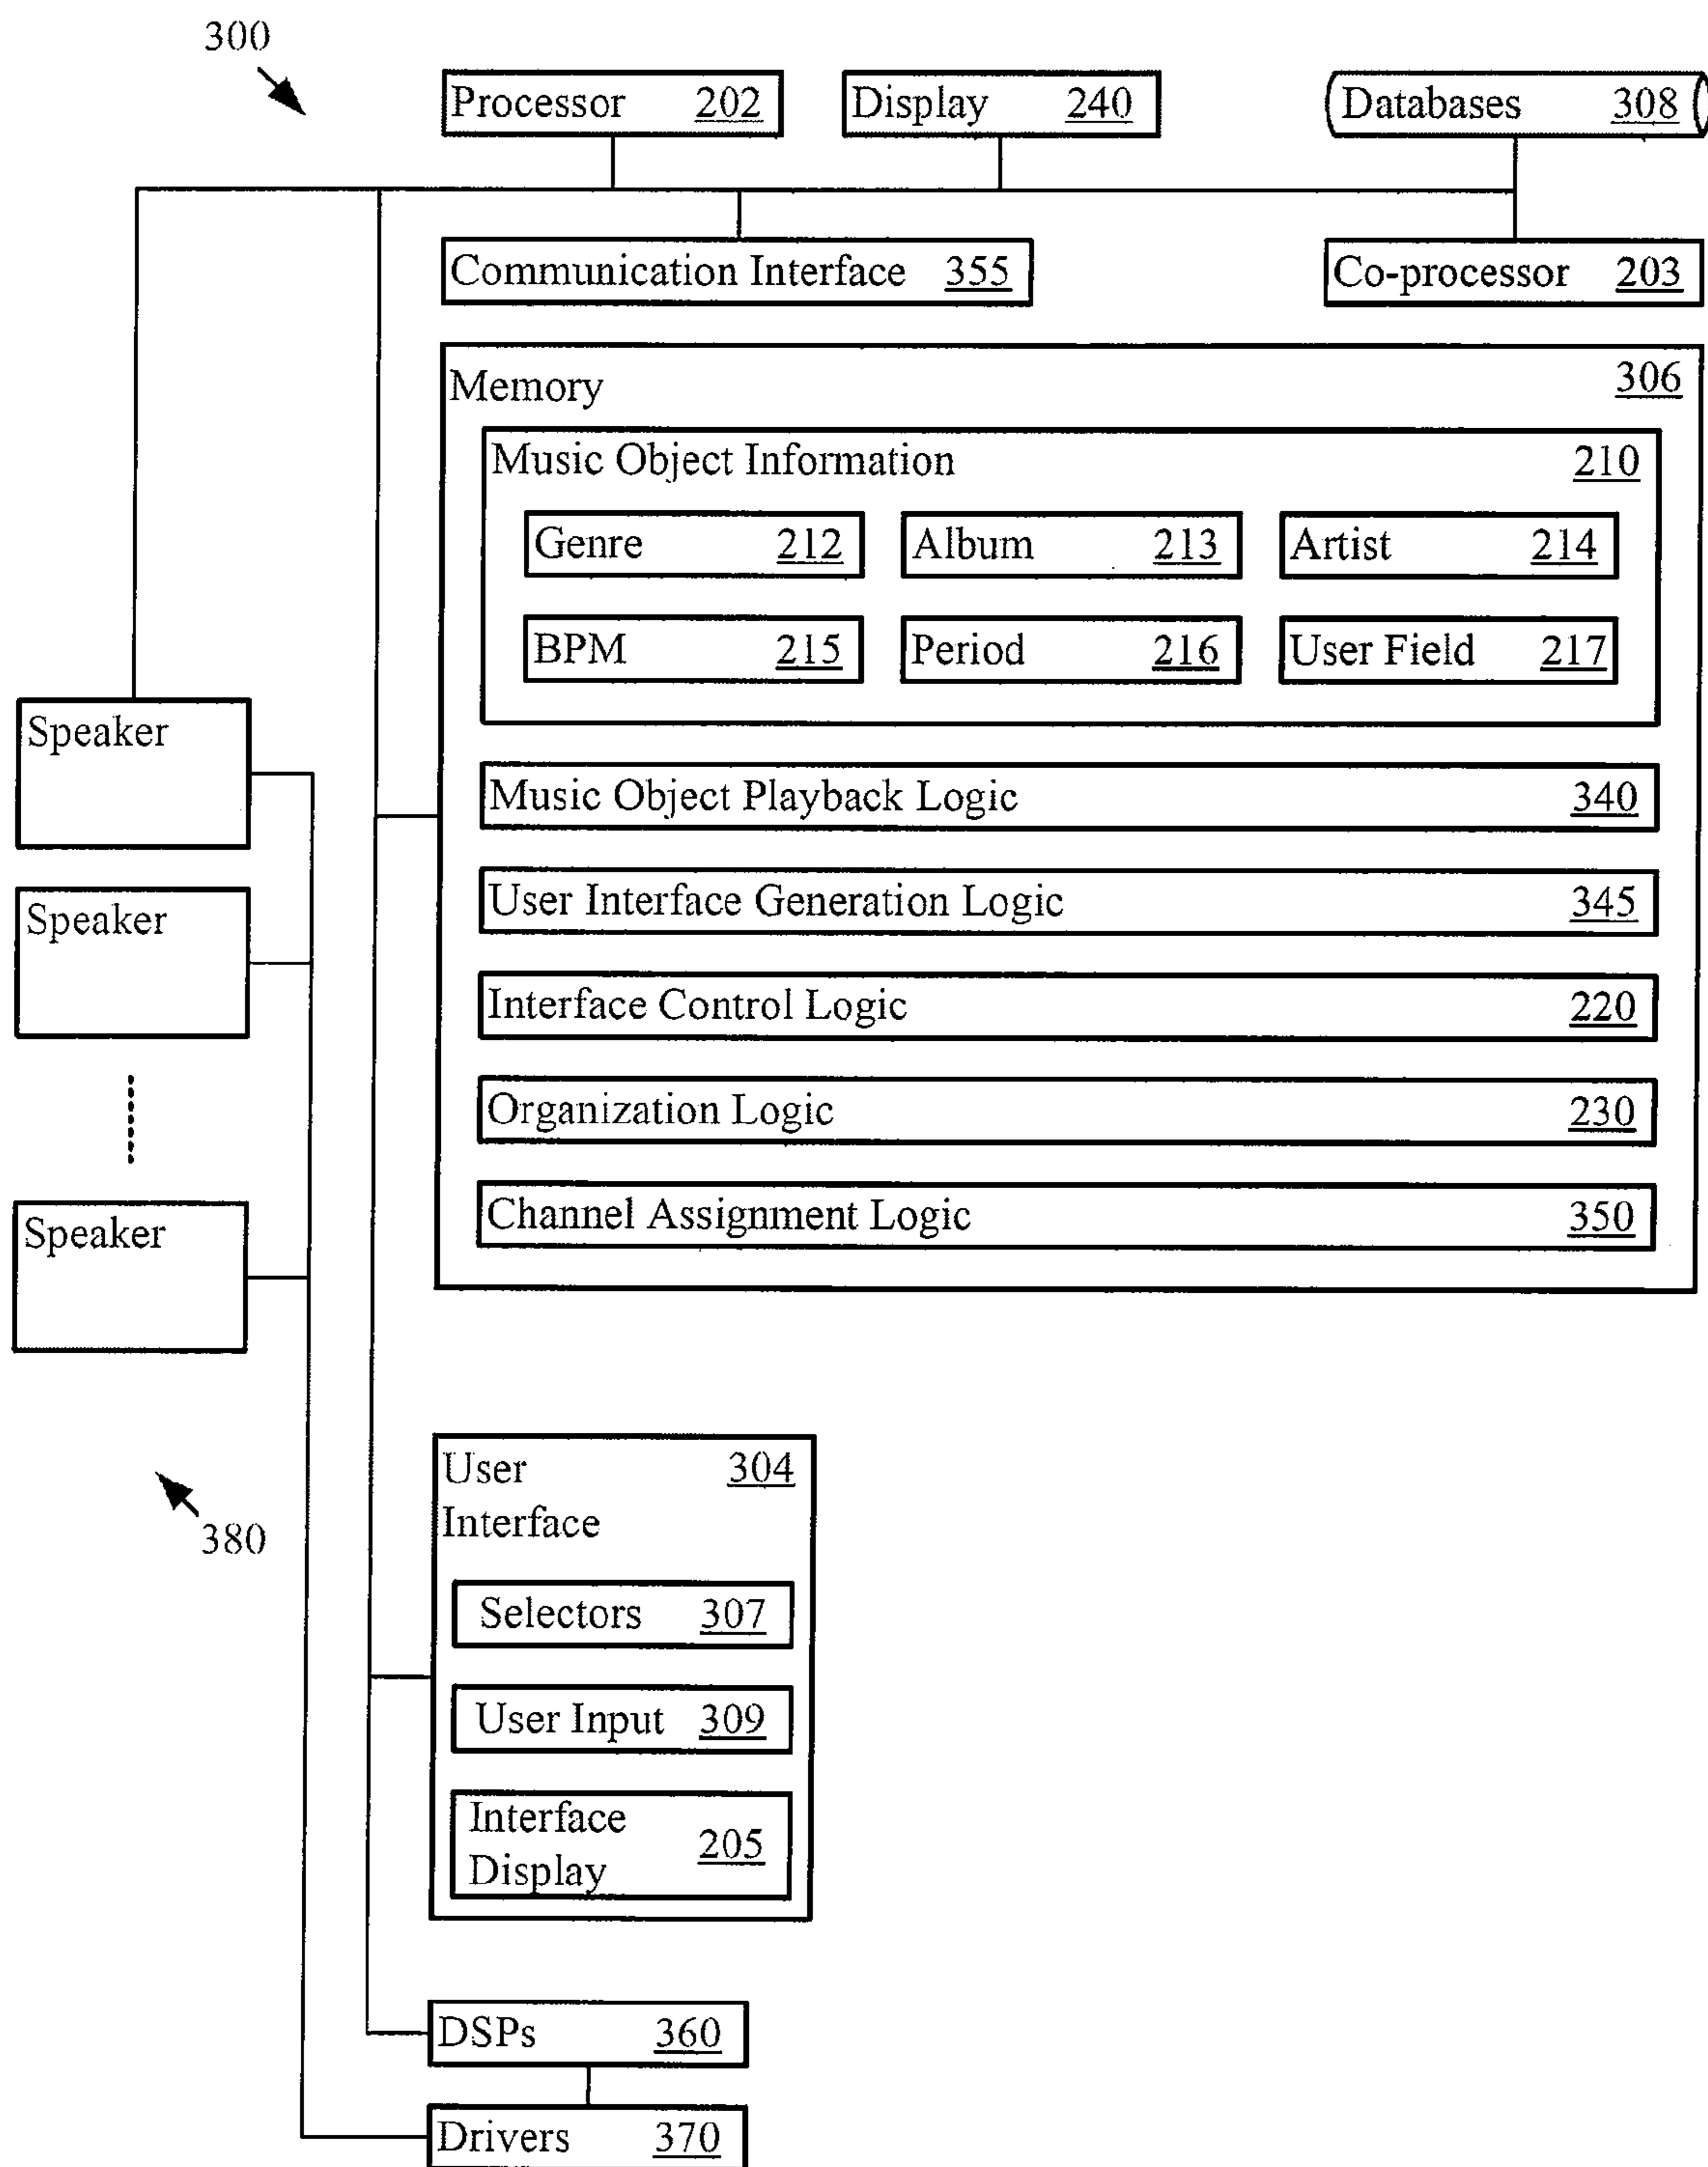 300
Processor 202
Display 240
Databases 308
Communication Interface 355
Co-processor 203
Memory 306
Music Object Information 210
Genre 212
Album 213
Artist 214
BPM 215
Period 216
User Field 217
Speaker
Music Object Playback Logic 340
User Interface Generation Logic 345
Speaker
Interface Control Logic 220
Organization Logic 230
Channel Assignment Logic 350
Speaker
User 304
Interface
380
Selectors 307
User Input 309
Interface
Display 205
DSPs 360
Drivers 370